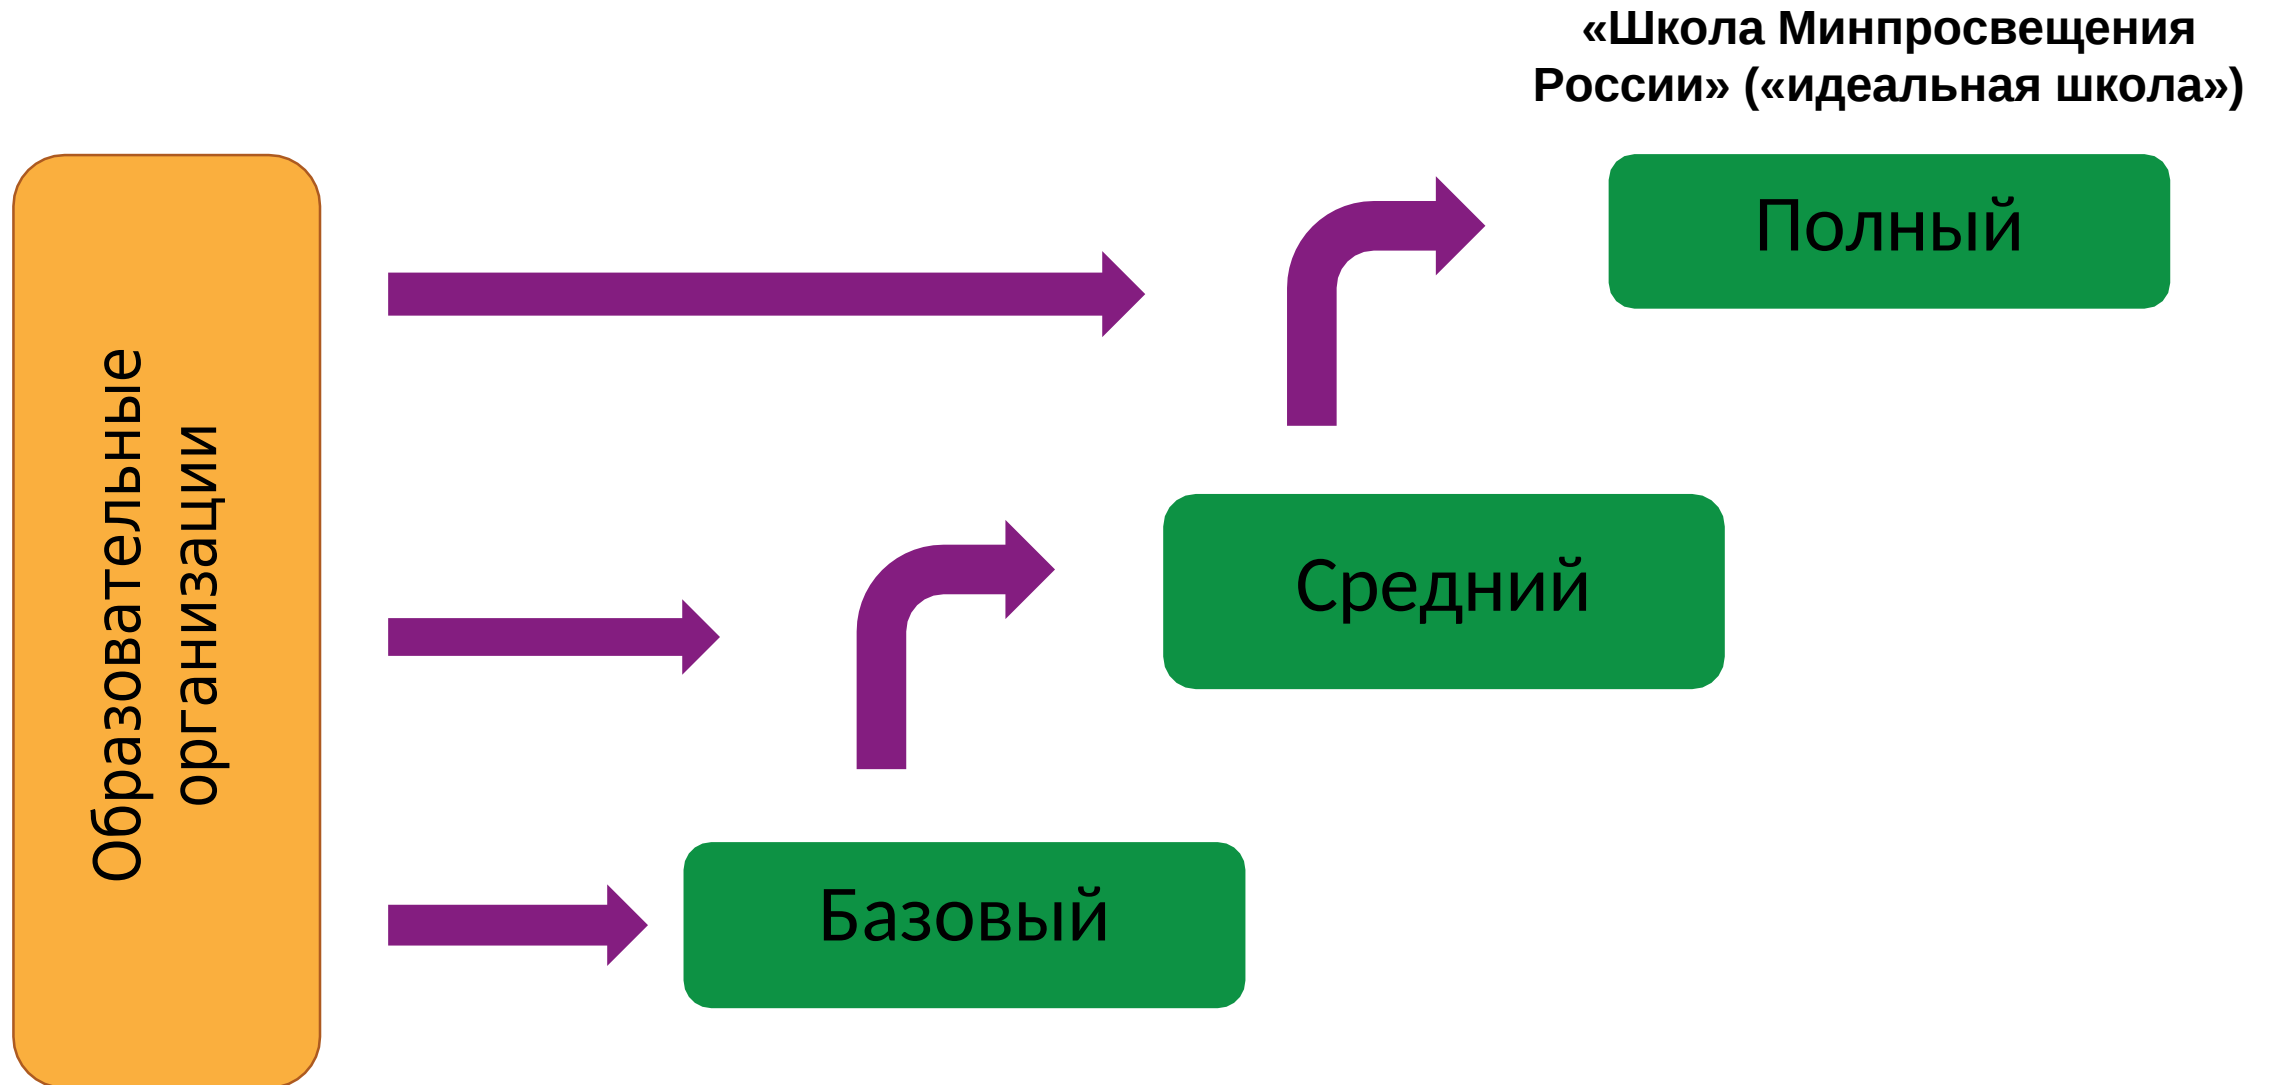 «Школа Минпросвещения
России» («идеальная школа»)
Полный
Образовательные
организации
Средний
Базовый